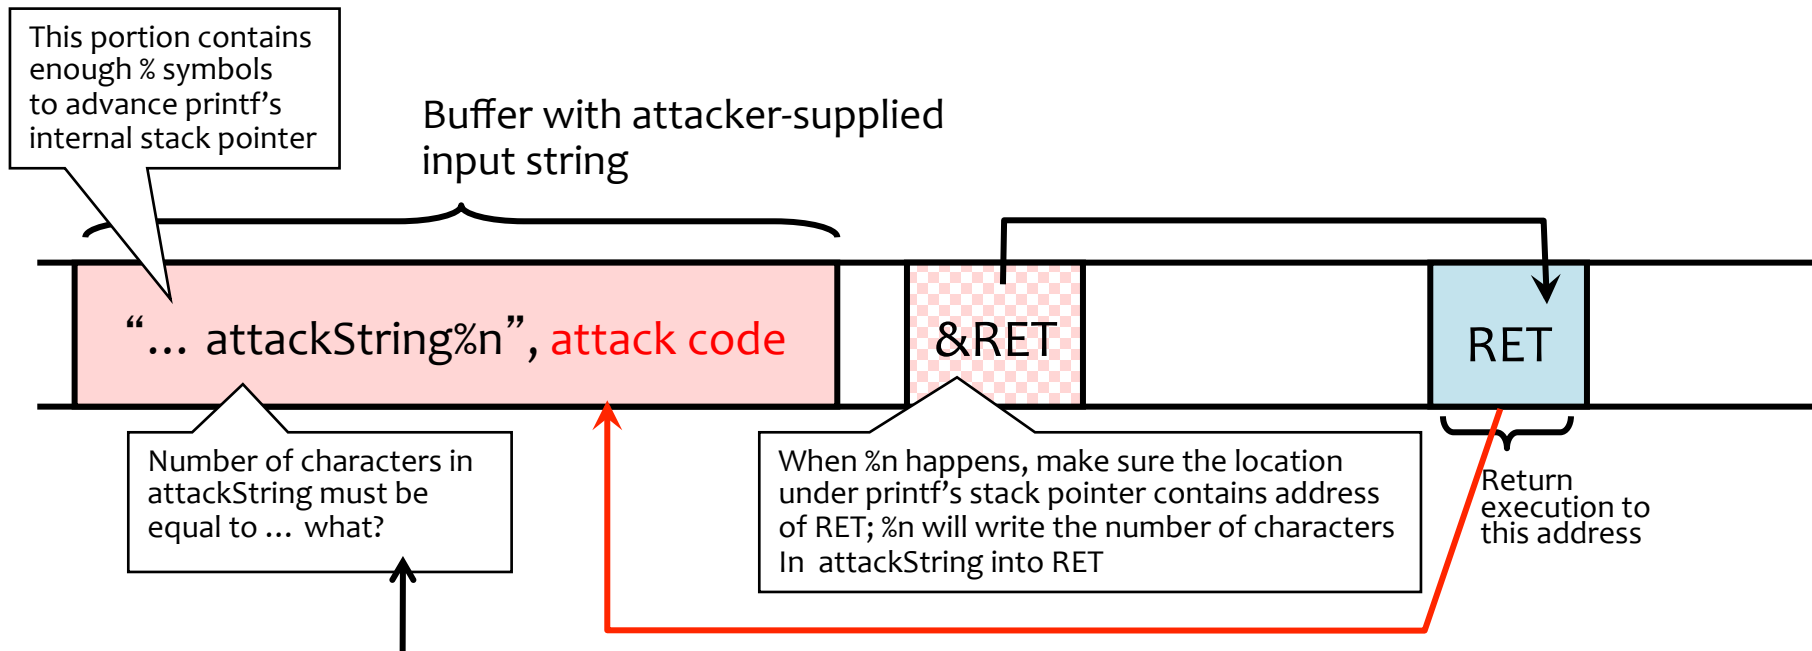 This portion contains
enough % symbols
to advance printf’s
internal stack pointer
Buffer with attacker-supplied
input string
“... attackString%n”, attack code
&RET
RET
Number of characters in
attackString must be
equal to ... what?
When %n happens, make sure the location
under printf’s stack pointer contains address
of RET; %n will write the number of characters
In attackString into RET
Return
execution to
this address